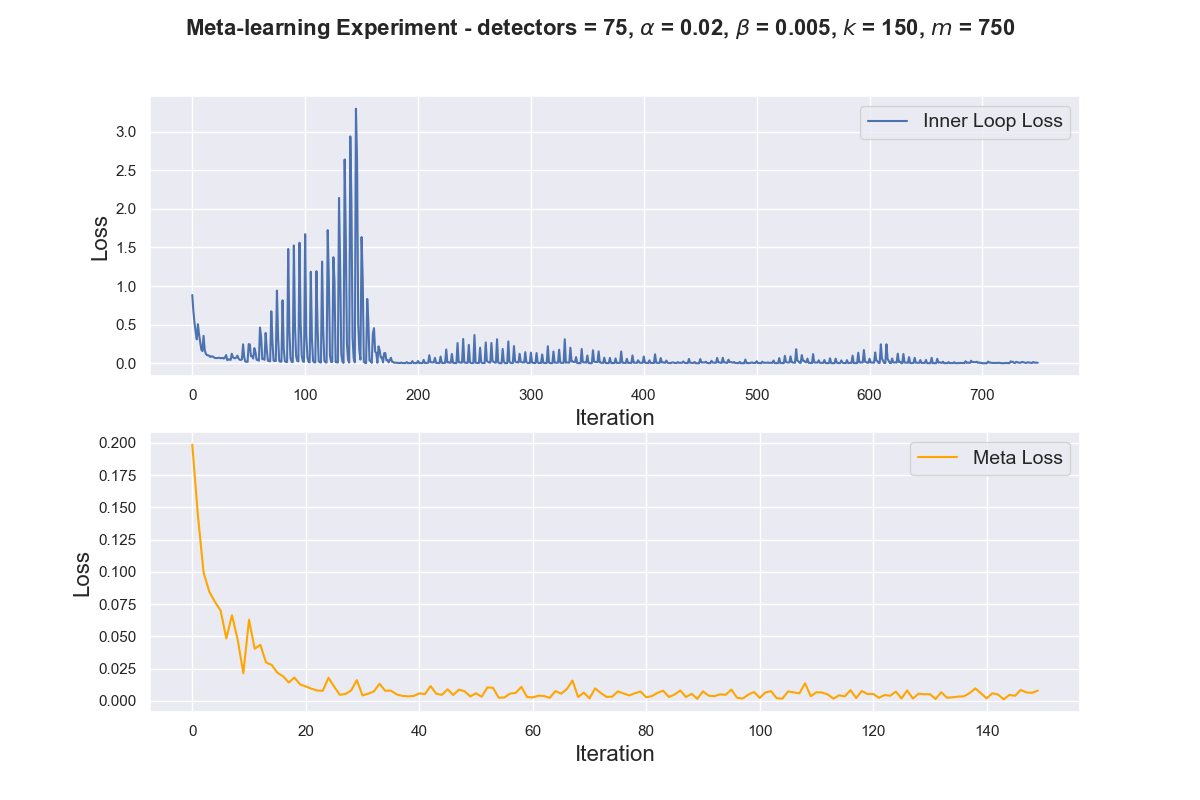 Meta-learning Experiment - detectors = 75, α = 0.02, β = 0.005, k = 150, m = 750
Inner Loop Loss
Loss
3.0
2.5
2.0
1.5
1.0
0.5
0.0
0 100 200 300 400 500 600 700
Iteration
Meta Loss
Loss
0.200
0.175
0.150
0.125
0.100
0.075
0.050
0.025
0.000
0 20 40 60 80 100 120 140
Iteration